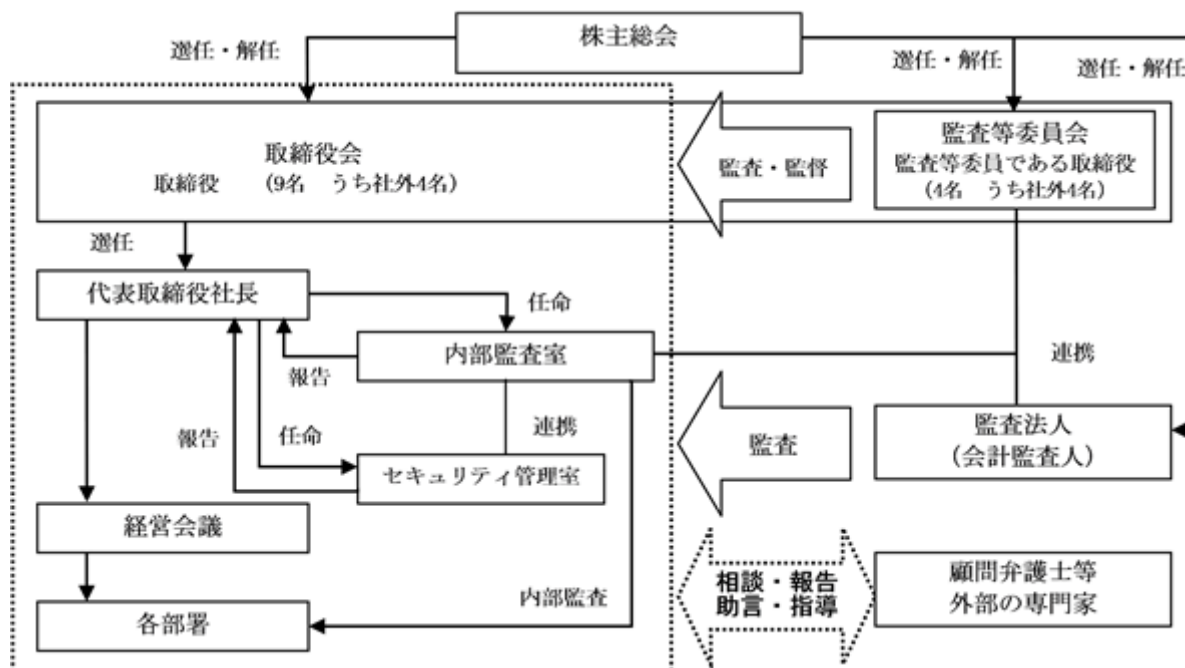 株主総会
選任・解任
選任・解任
選任・解任
取締役会
取締役　（9名　うち社外4名）
監査・監督
監査等委員会
監査等委員である取締役
（4名　うち社外4名）
選任
代表取締役社長
任命
内部監査室
報告
連携
連携
報告
任命
セキュリティ管理室
監査
監査法人
（会計監査人）
経営会議
各部署
内部監査
相談・報告
助言・指導
顧問弁護士等
外部の専門家